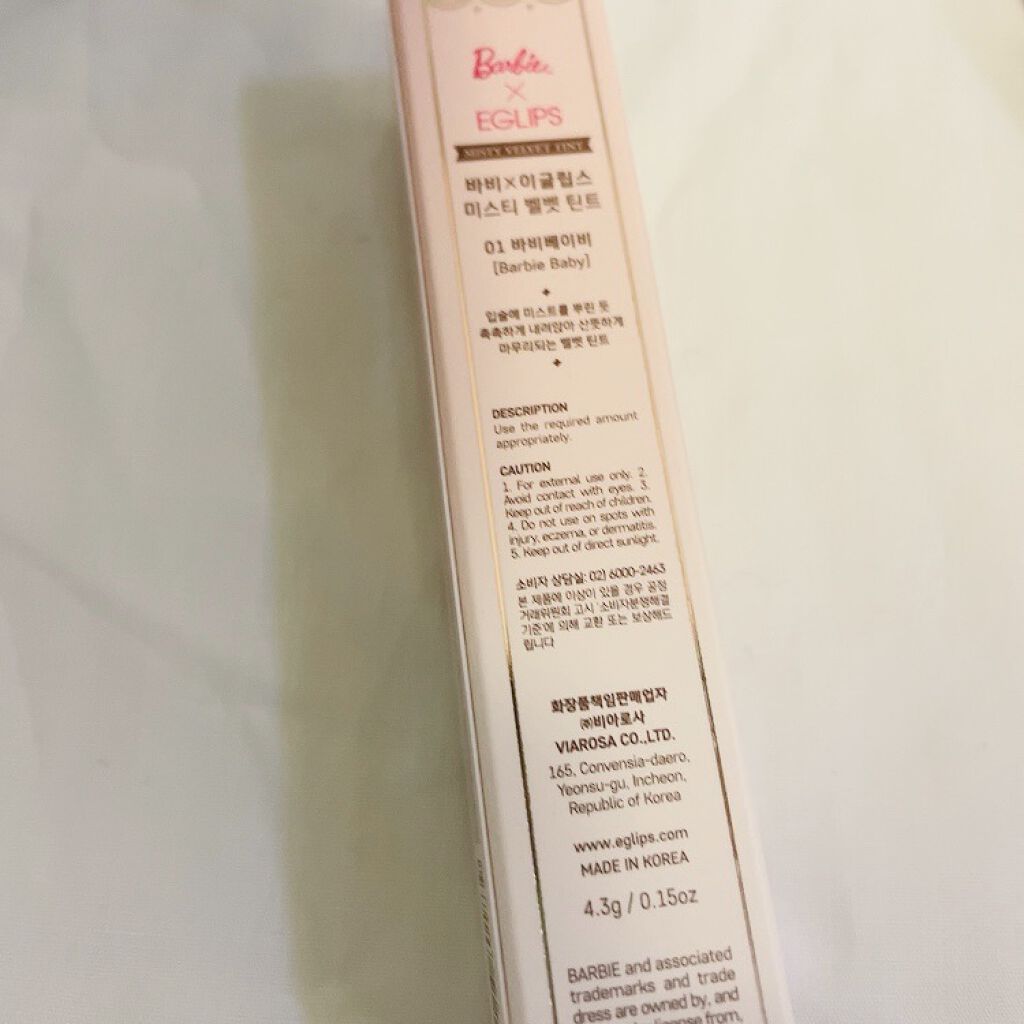 Barbie
×
EGLIPS
MISTY VELVET TINT
바비×이글립스
미스티 벨벳 틴트
01 바비베이비
[Barbie Baby]
입술에 미스트를 뿌린 듯
촉촉하게 내려앉아 산뜻하게
마무리되는 벨벳 틴트
DESCRIPTION
Use the required amount
appropriately.
CAUTION
1. For external use only. 2.
Avoid contact with eyes. 3.
Keep out of reach of children.
4. Do not use on spots with
injury, eczema, or dermatitis.
5. Keep out of direct sunlight.
소비자 상담실: 02) 6000-2463
본 제품에 이상이 있을 경우 공정
거래위원회 고시 '소비자분쟁해결
기준'에 의해 교환 또는 보상해드
립니다
화장품책임판매업자
㈜비아로사
VIAROSA CO.,LTD.
165, Convensia-daero,
Yeonsu-gu, Incheon,
Republic of Korea
www.eglips.com
MADE IN KOREA
4.3g / 0.15oz
BARBIE and associated
trademarks and trade
dress are owned by, and
license from,